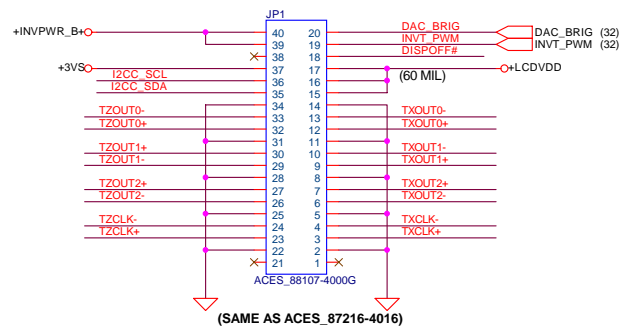 JP1
+INVPWR_B+ 40 20 DAC_BRIG DAC_BRIG (32)
39 19 INVT_PWM INVT_PWM (32)
38 18 DISPOFF#
+3VS 37 17 +LCDVDD
I2CC_SCL 36 16 (60 MIL)
I2CC_SDA 35 15
34 14
TZOUT0- 33 13 TXOUT0-
TZOUT0+ 32 12 TXOUT0+
31 11
TZOUT1+ 30 10 TXOUT1-
TZOUT1- 29 9 TXOUT1+
28 8
TZOUT2+ 27 7 TXOUT2+
TZOUT2- 26 6 TXOUT2-
25 5
TZCLK- 24 4 TXCLK-
TZCLK+ 23 3 TXCLK+
22 2
21 1
ACES_88107-4000G
(SAME AS ACES_87216-4016)